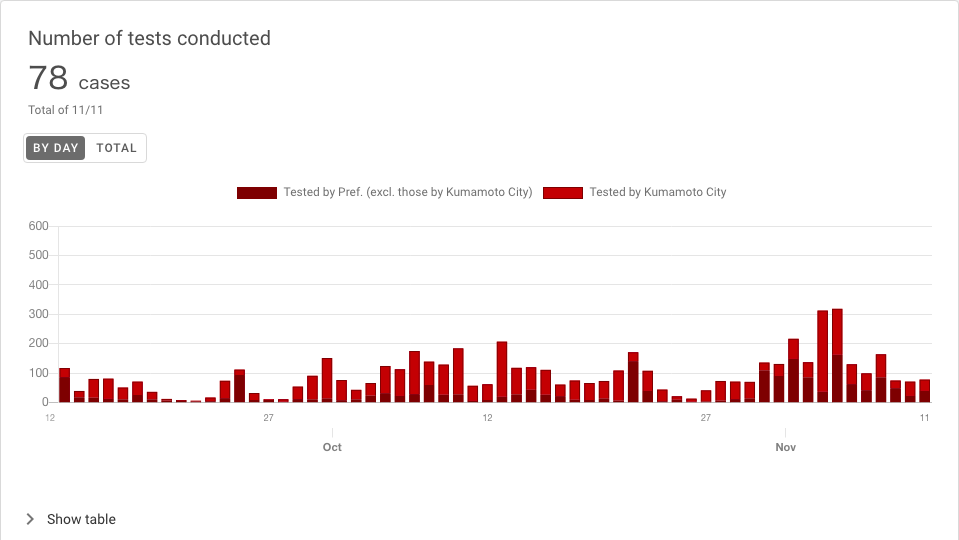 Number of tests conducted
78 cases
Total of 11/11
BY DAY TOTAL
Tested by Pref. (excl. those by Kumamoto City) Tested by Kumamoto City
600
500
400
300
200
100
0
12 27 12 27 11
Oct Nov
Show table